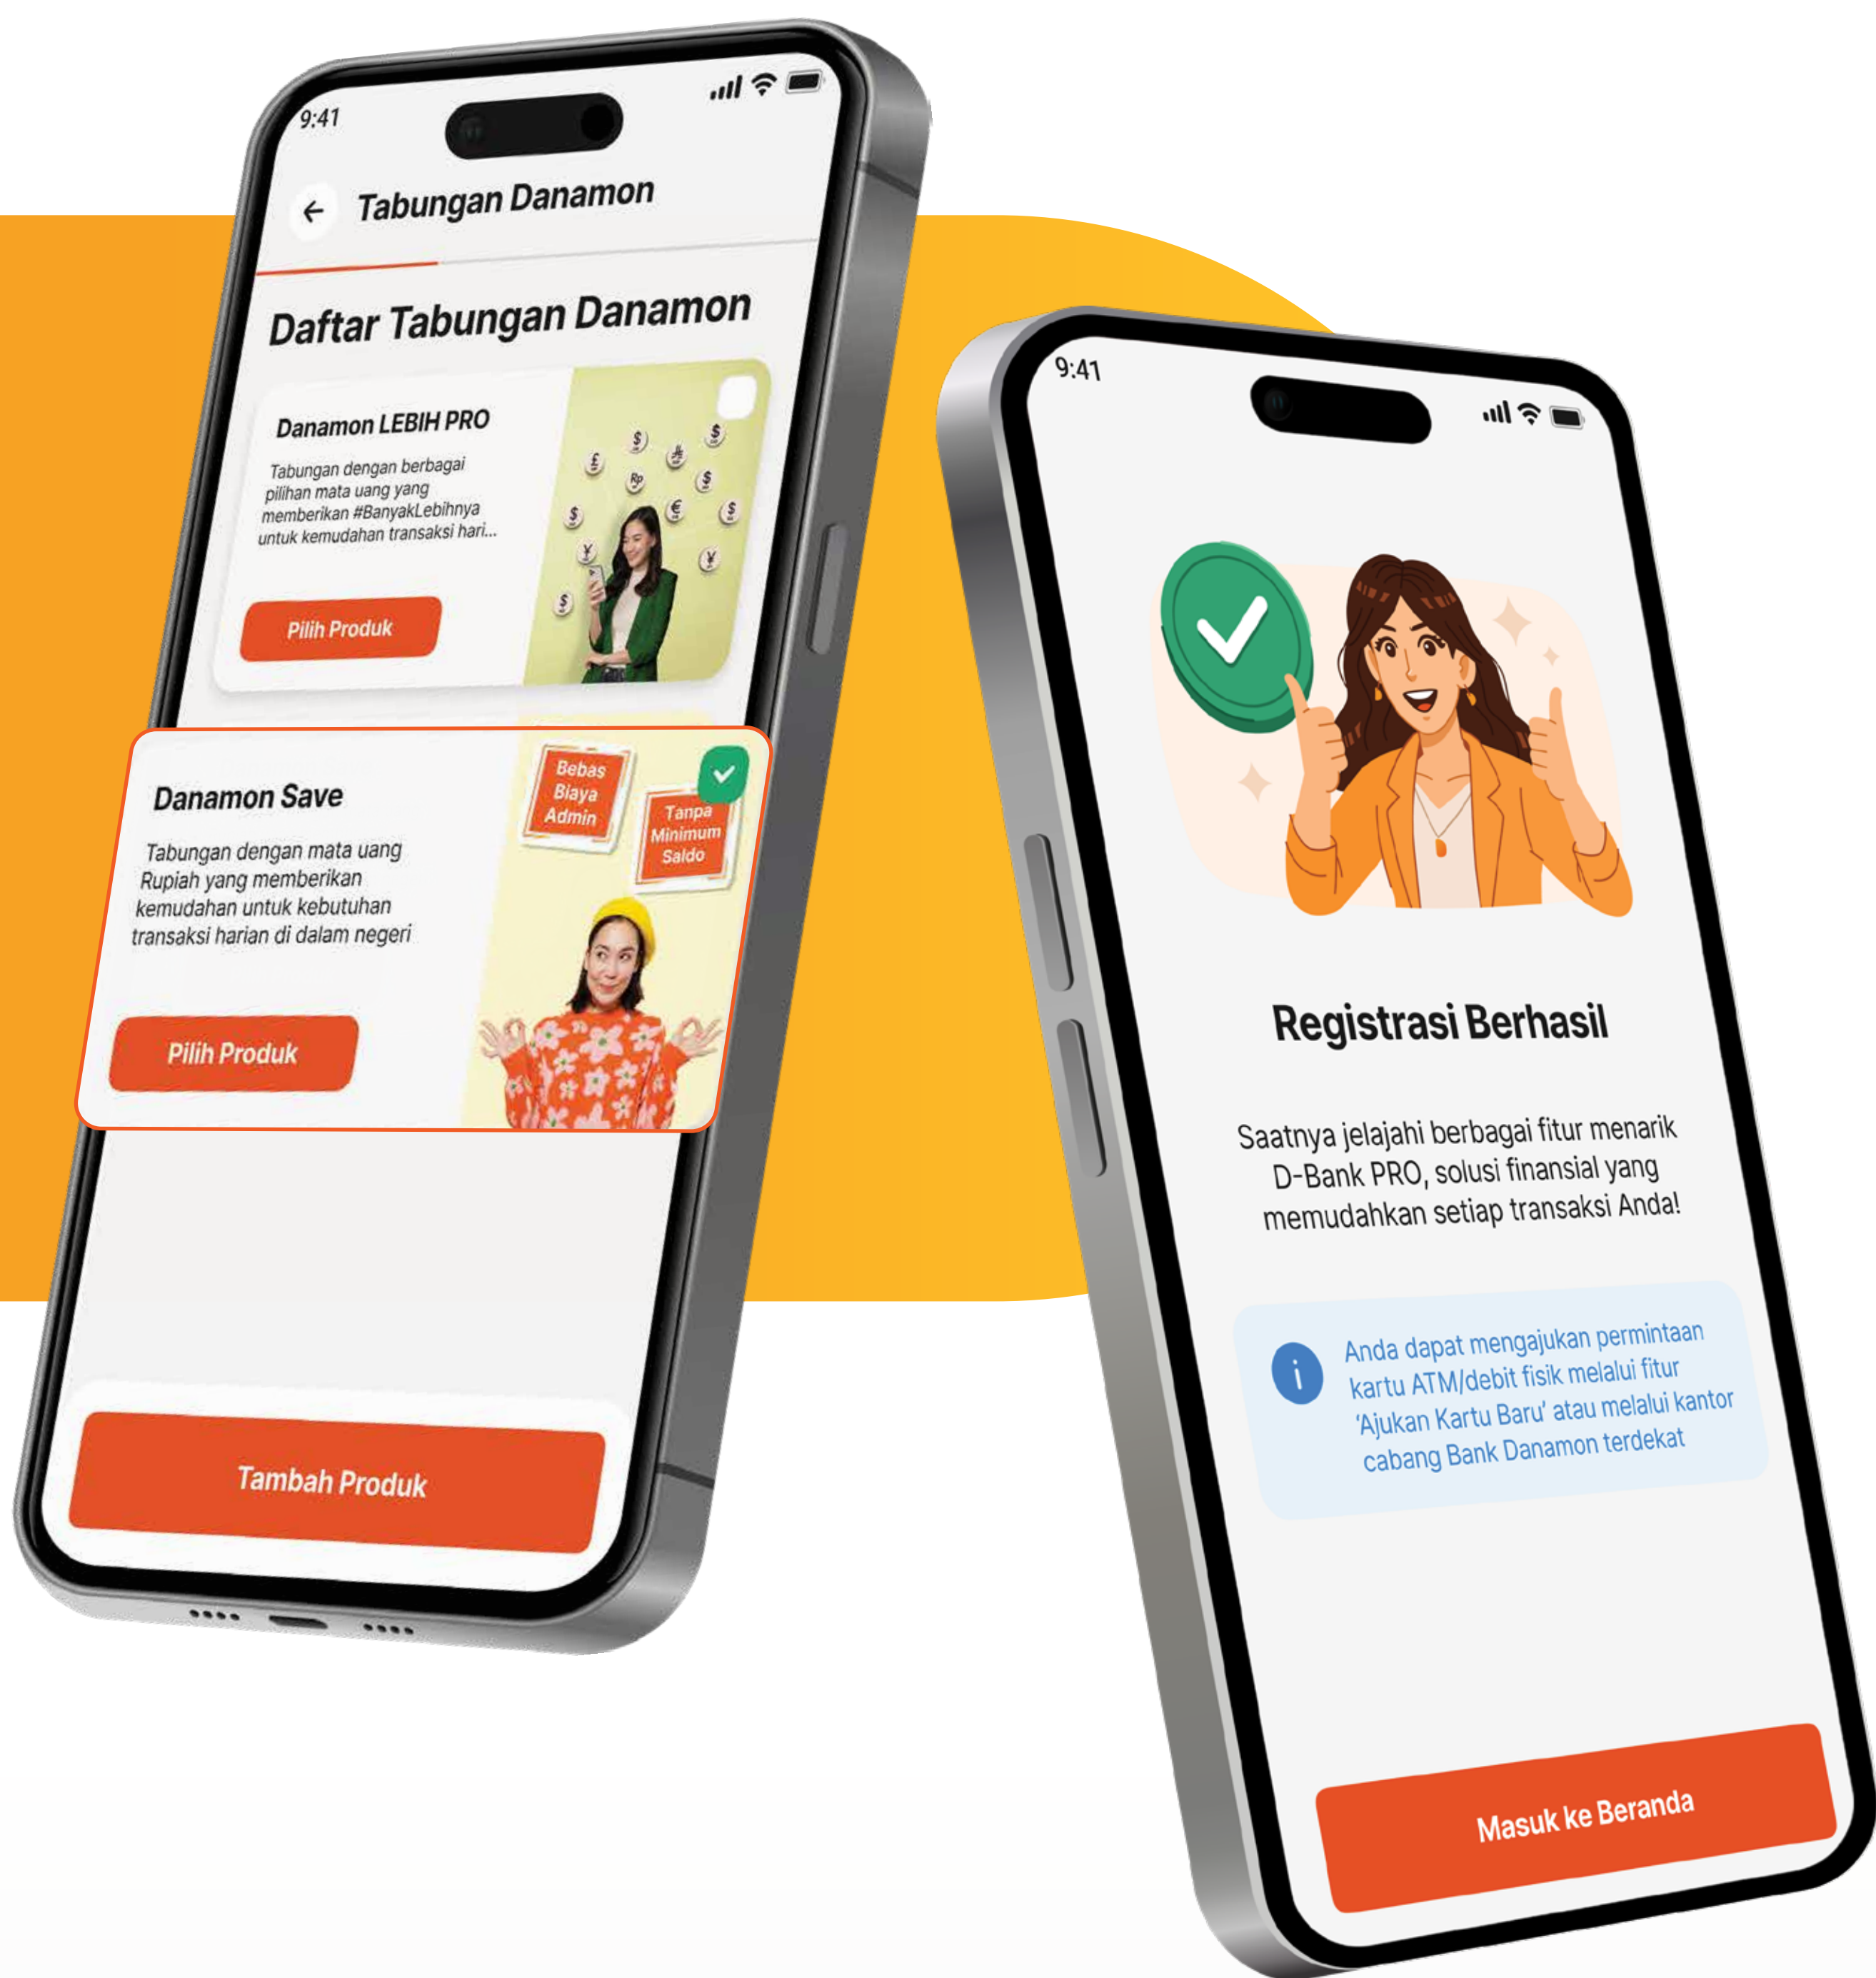 9:41
Tabungan Danamon
Daftar Tabungan Danamon
Danamon LEBIH PRO
Tabungan dengan berbagai
pilihan mata uang yang
memberikan #BanyakLebihnya
untuk kemudahan transaksi hari...
Pilih Produk
$
$
£
$
Rp
$
€
$
$
¥
¥
$
Danamon Save
Tabungan dengan mata uang
Rupiah yang memberikan
kemudahan untuk kebutuhan
transaksi harian di dalam negeri
Pilih Produk
Bebas
Biaya
Admin
Tanpa
Minimum
Saldo
Tambah Produk
9:41
Registrasi Berhasil
Saatnya jelajahi berbagai fitur menarik
D-Bank PRO, solusi finansial yang
memudahkan setiap transaksi Anda!
i
Anda dapat mengajukan permintaan
kartu ATM/debit fisik melalui fitur
'Ajukan Kartu Baru' atau melalui kantor
cabang Bank Danamon terdekat
Masuk ke Beranda